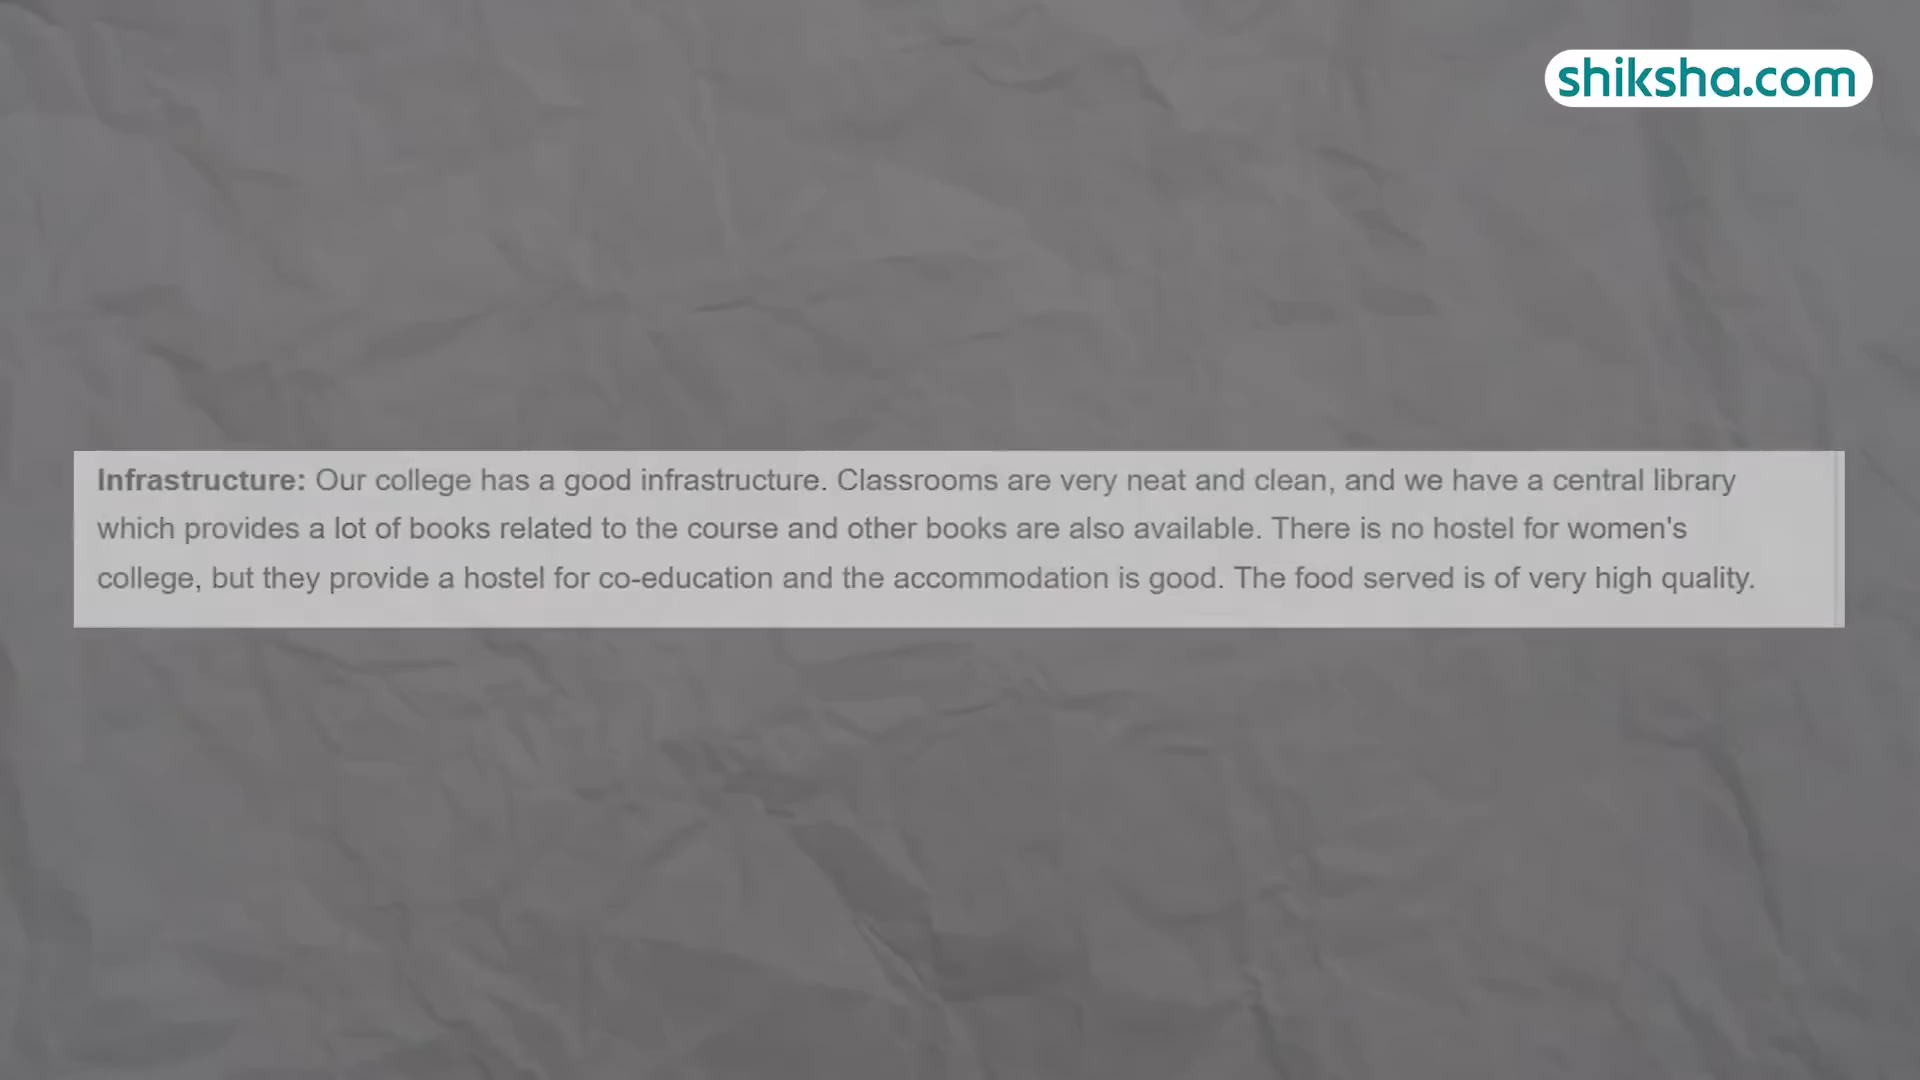 shiksha.com
Infrastructure: Our college has a good infrastructure. Classrooms are very neat and clean, and we have a central library
which provides a lot of books related to the course and other books are also available. There is no hostel for women's
college, but they provide a hostel for co-education and the accommodation is good. The food served is of very high quality.